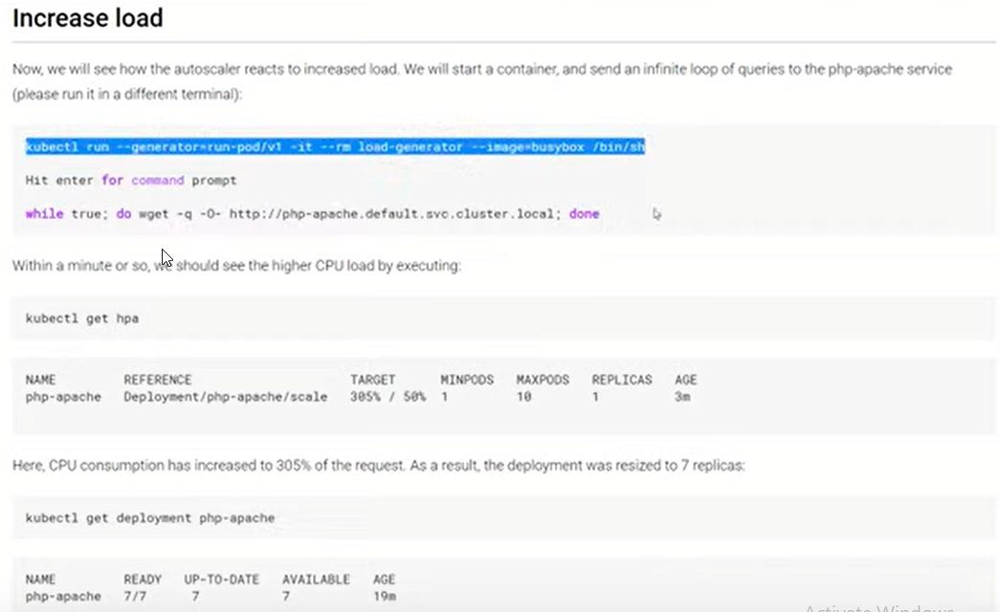 Increase load
Now, we will see how the autoscaler reacts to increased load. We will start a container, and send an infinite loop of queries to the php-apache service
(please run it in a different terminal):
kubectl run --generator=run-pod/v1 -it --rm load-generator --image=busybox /bin/sh
Hit enter for command prompt
while true; do wget -q -O- http://php-apache.default.svc.cluster.local; done
Within a minute or so, we should see the higher CPU load by executing:
kubectl get hpa
NAME REFERENCE TARGET MINPODS MAXPODS REPLICAS AGE
php-apache Deployment/php-apache/scale 305% / 50% 1 10 1 3m
Here, CPU consumption has increased to 305% of the request. As a result, the deployment was resized to 7 replicas:
kubectl get deployment php-apache
NAME READY UP-TO-DATE AVAILABLE AGE
php-apache 7/7 7 7 19m
Activate Windows